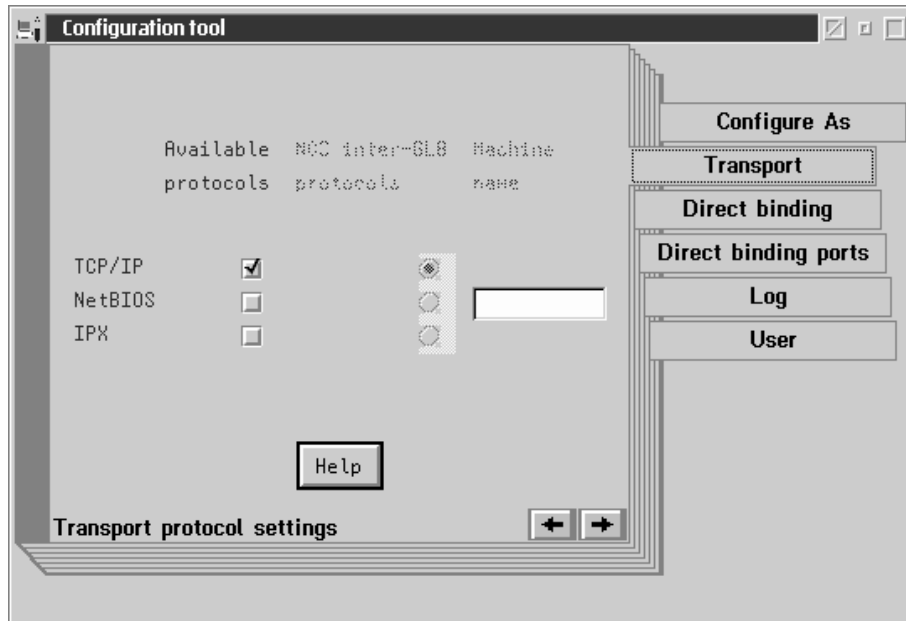 Configuration tool
Configure As
Transport
Direct binding
Direct binding ports
Log
User
Available NCC inter-GLB Machine
protocols protocols name
TCP/IP
NetBIOS
IPX
Help
Transport protocol settings